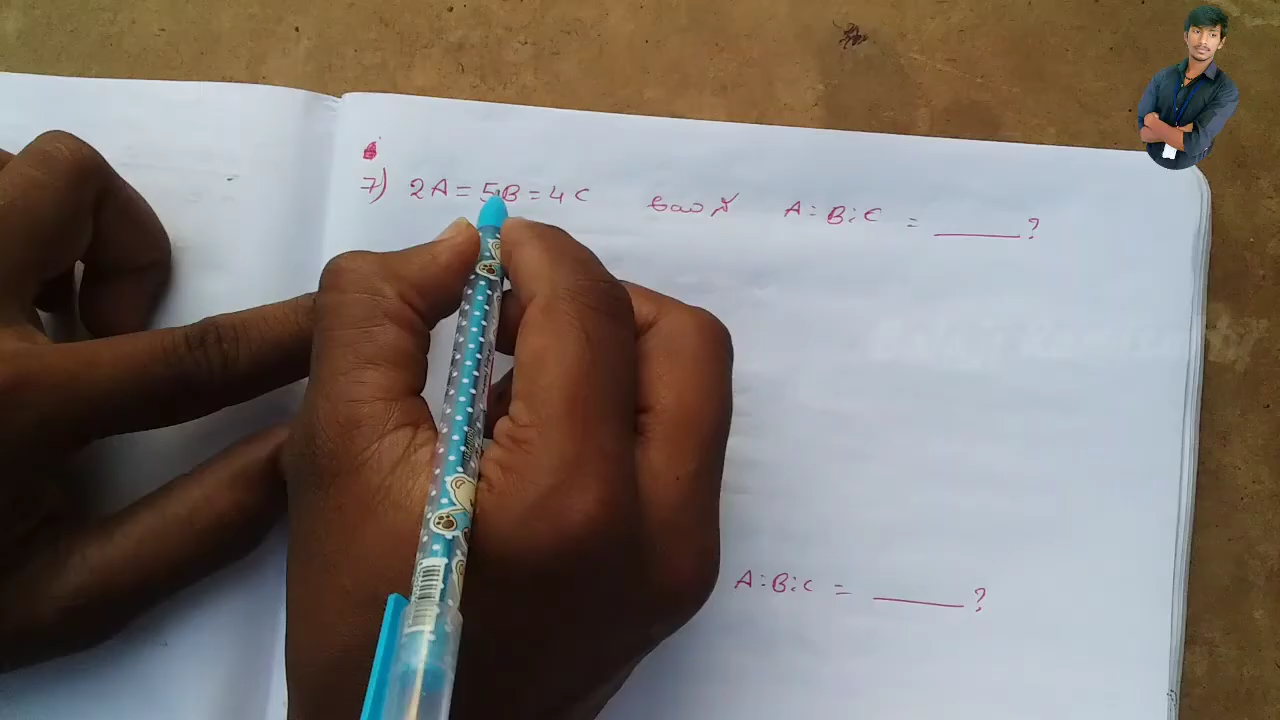 7) 2A = 5B = 4C అయిన A:B:C = ____?
A:B:C = ____?